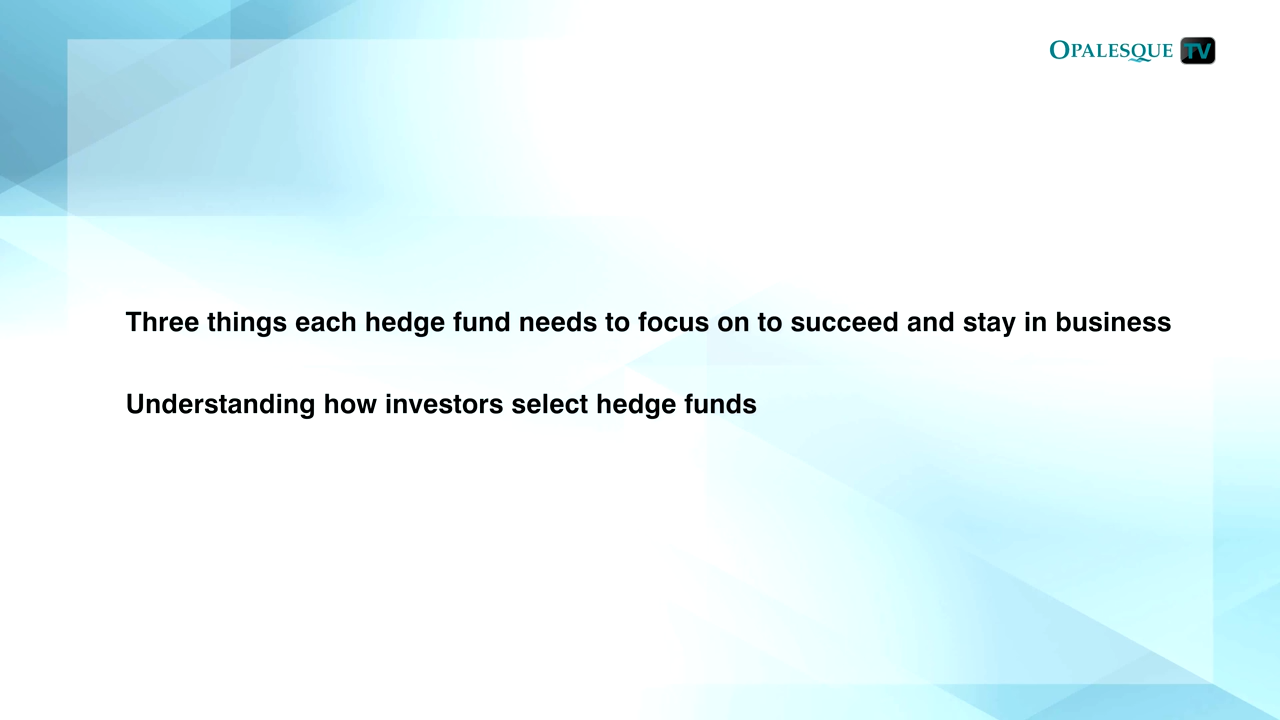 OPALESQUE TV
Three things each hedge fund needs to focus on to succeed and stay in business
Understanding how investors select hedge funds